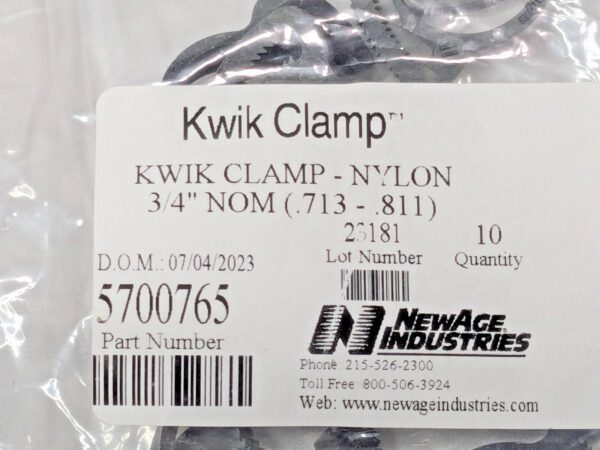 Kwik Clamp™
KWIK CLAMP - NYLON
3/4" NOM (.713 - .811)
23181 10
Lot Number Quantity
D.O.M.: 07/04/2023
5700765
Part Number
NEWAGE INDUSTRIES®
Phone: 215-526-2300
Toll Free: 800-506-3924
Web: www.newageindustries.com